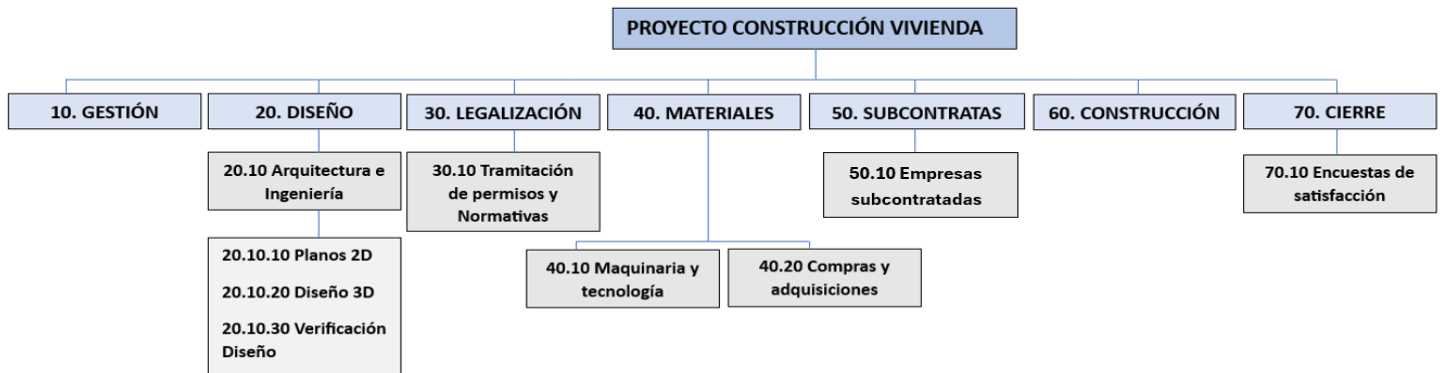 PROYECTO CONSTRUCCIÓN VIVIENDA
10. GESTIÓN
20. DISEÑO
30. LEGALIZACIÓN
40. MATERIALES
50. SUBCONTRATAS
60. CONSTRUCCIÓN
70. CIERRE
20.10 Arquitectura e
Ingeniería
30.10 Tramitación
de permisos y
Normativas
50.10 Empresas
subcontratadas
70.10 Encuestas de
satisfacción
20.10.10 Planos 2D
20.10.20 Diseño 3D
20.10.30 Verificación
Diseño
40.10 Maquinaria y
tecnología
40.20 Compras y
adquisiciones